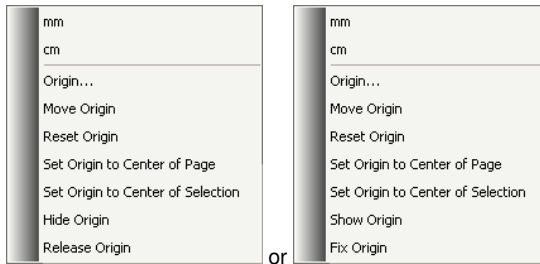 mm
cm
Origin...
Move Origin
Reset Origin
Set Origin to Center of Page
Set Origin to Center of Selection
Hide Origin
Release Origin
or
mm
cm
Origin...
Move Origin
Reset Origin
Set Origin to Center of Page
Set Origin to Center of Selection
Show Origin
Fix Origin